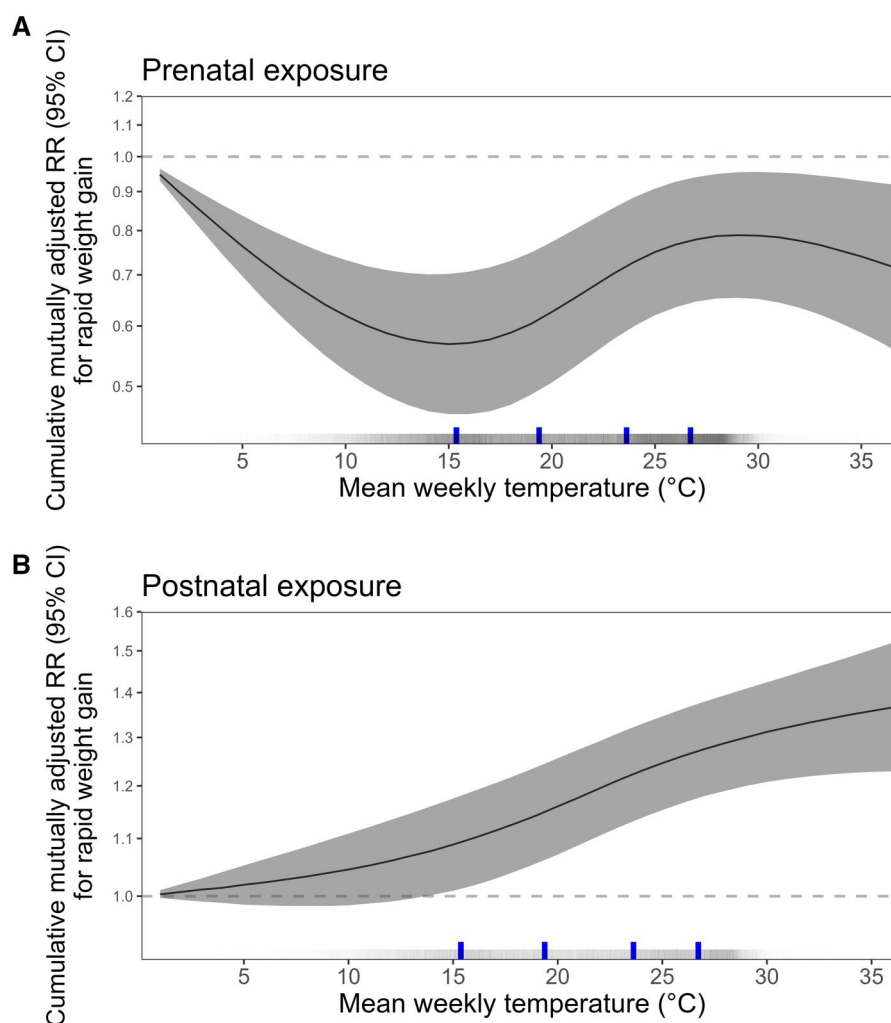 A
Prenatal exposure
Cumulative mutually adjusted RR (95% CI)
for rapid weight gain
1.2
1.1
1.0
0.9
0.8
0.7
0.6
0.5
5 10 15 20 25 30 35
Mean weekly temperature (°C)
B
Postnatal exposure
Cumulative mutually adjusted RR (95% CI)
for rapid weight gain
1.6
1.5
1.4
1.3
1.2
1.1
1.0
5 10 15 20 25 30 35
Mean weekly temperature (°C)